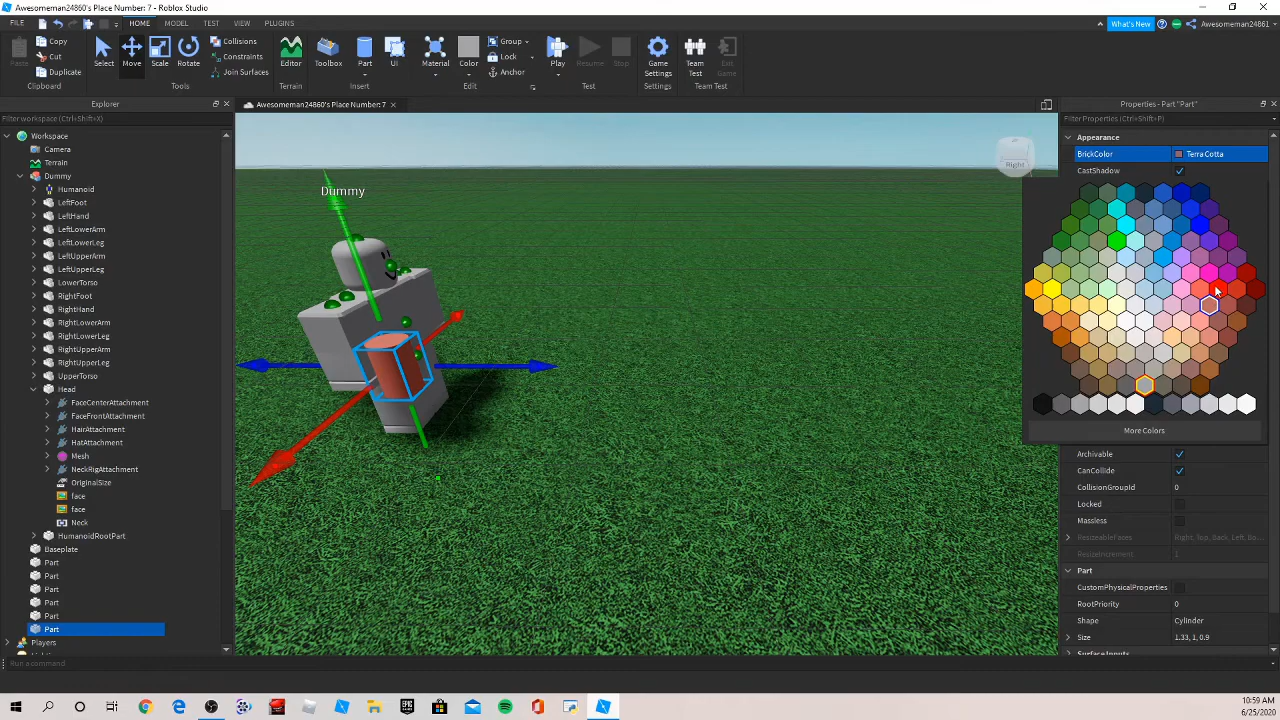 Awesomeman24860's Place Number: 7 - Roblox Studio
FILE HOME MODEL TEST VIEW PLUGINS What's New Awesomeman24861
Paste Copy Cut Duplicate Select Move Scale Rotate Collisions Constraints Join Surfaces Editor Toolbox Part UI Material Color Group Lock Anchor Play Resume Stop Game Settings Team Test Exit Game
Clipboard Tools Terrain Insert Edit Test Settings Team Test
Explorer
Awesomeman24860's Place Number: 7
Properties - Part "Part"
Filter workspace (Ctrl+Shift+X)
Filter Properties (Ctrl+Shift+P)
Workspace
Camera
Terrain
Dummy
Humanoid
LeftFoot
LeftHand
LeftLowerArm
LeftLowerLeg
LeftUpperArm
LeftUpperLeg
LowerTorso
RightFoot
RightHand
RightLowerArm
RightLowerLeg
RightUpperArm
RightUpperLeg
UpperTorso
Head
FaceCenterAttachment
FaceFrontAttachment
HairAttachment
HatAttachment
Mesh
NeckRigAttachment
OriginalSize
face
face
Neck
HumanoidRootPart
Baseplate
Part
Part
Part
Part
Part
Part
Players
Dummy
Right
Appearance
BrickColor Terra Cotta
CastShadow
More Colors
Archivable
CanCollide
CollisionGroupId 0
Locked
Massless
ResizeableFaces Right, Top, Back, Left, Bo...
ResizeIncrement 1
Part
CustomPhysicalProperties
RootPriority 0
Shape Cylinder
Size 1.33, 1, 0.9
SurfaceInputs
Run a command
10:59 AM
6/25/2020